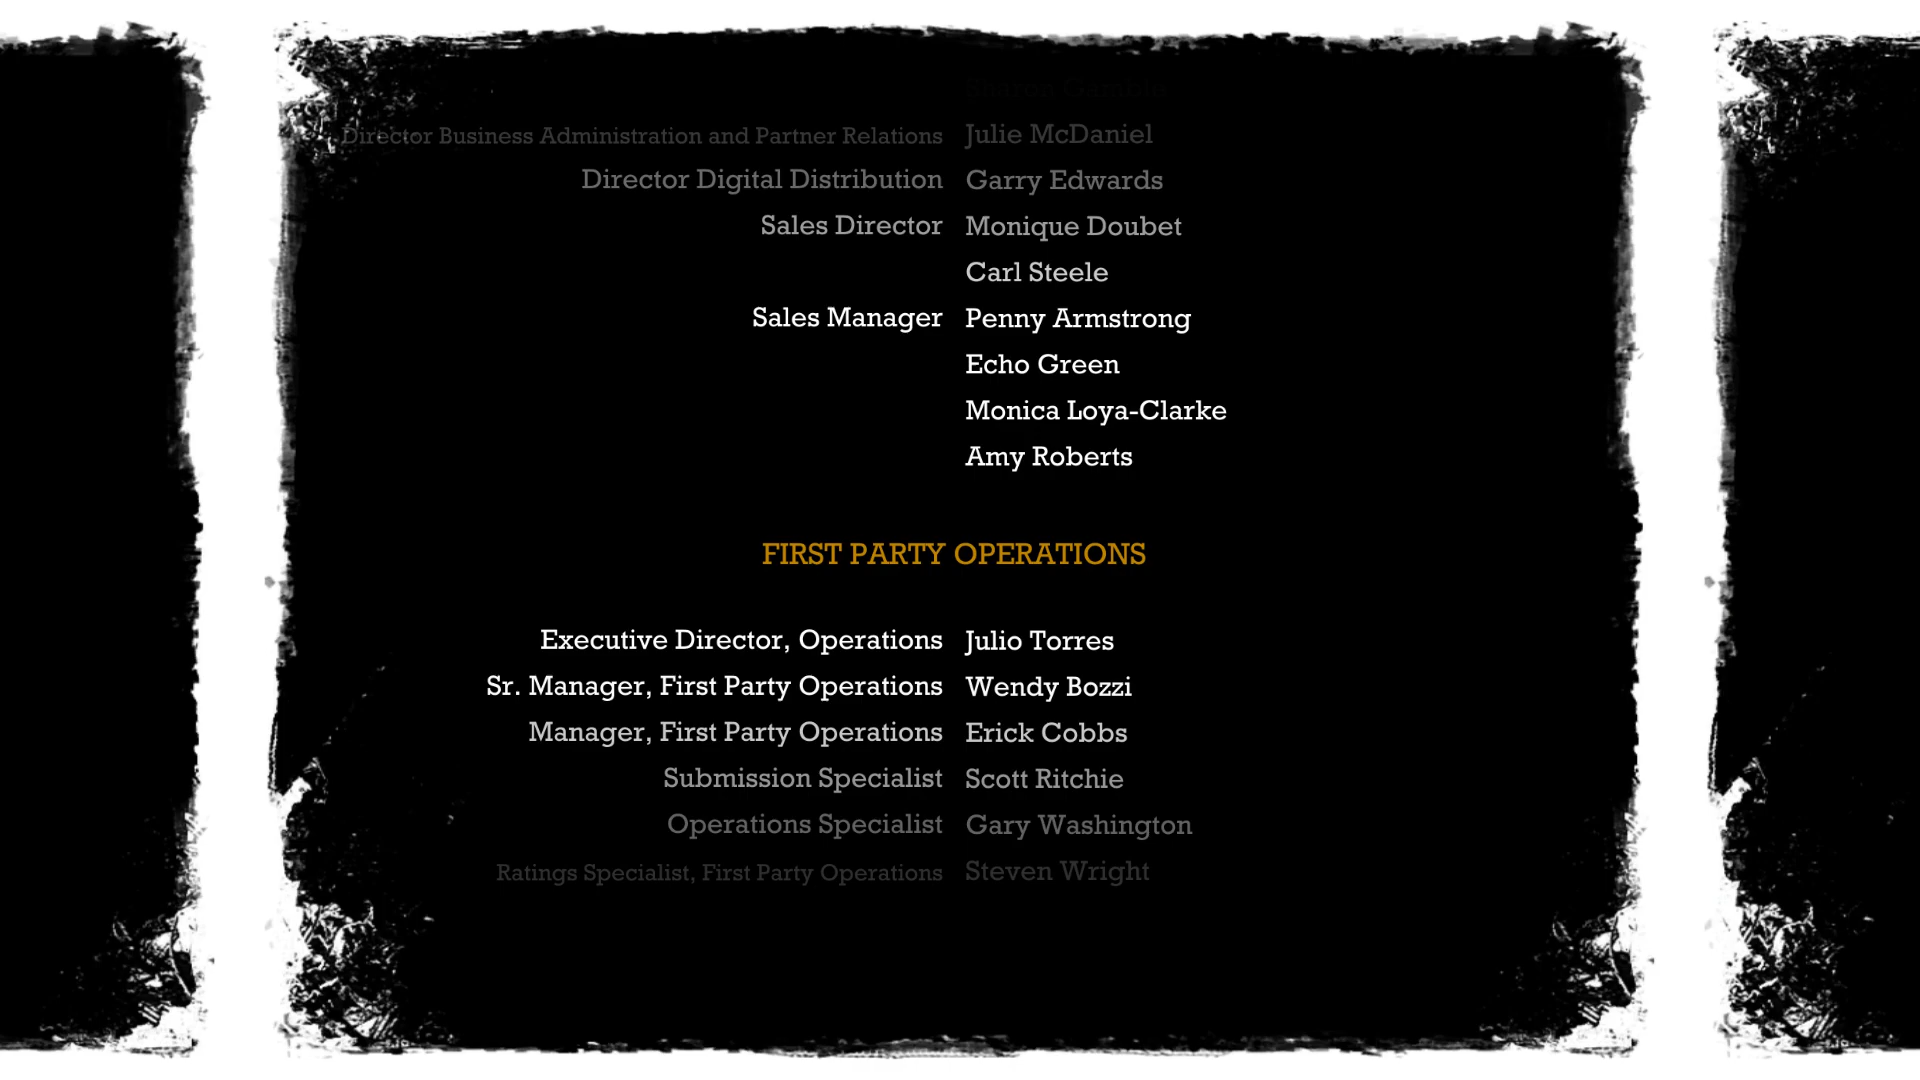 Sharon Gamble
Director Business Administration and Partner Relations Julie McDaniel
Director Digital Distribution Garry Edwards
Sales Director Monique Doubet
Carl Steele
Sales Manager Penny Armstrong
Echo Green
Monica Loya-Clarke
Amy Roberts
FIRST PARTY OPERATIONS
Executive Director, Operations Julio Torres
Sr. Manager, First Party Operations Wendy Bozzi
Manager, First Party Operations Erick Cobbs
Submission Specialist Scott Ritchie
Operations Specialist Gary Washington
Ratings Specialist, First Party Operations Steven Wright